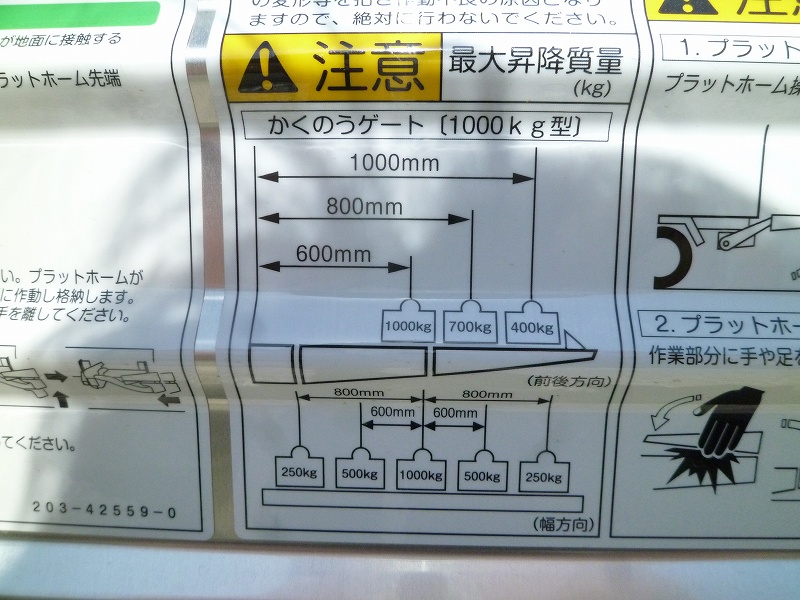 が地面に接触する
ラットホーム先端
い。プラットホームが
に作動し格納します。
手を離してください。
てください。
203-42559-0
ますので、絶対に行わないでください。
注意
最大昇降質量
(kg)
かくのうゲート〔1000kg型〕
1000mm
800mm
600mm
1000kg 700kg 400kg
(前後方向)
800mm 800mm
600mm 600mm
250kg 500kg 1000kg 500kg 250kg
(幅方向)
注意
1. プラット
プラットホーム操
2. プラットホー
作業部分に手や足を